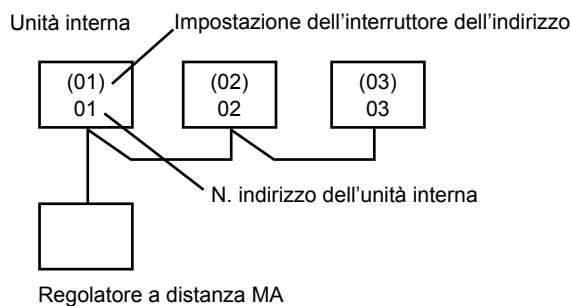 Unità interna
Impostazione dell'interruttore dell'indirizzo
(01)
01
(02)
02
(03)
03
N. indirizzo dell'unità interna
Regolatore a distanza MA